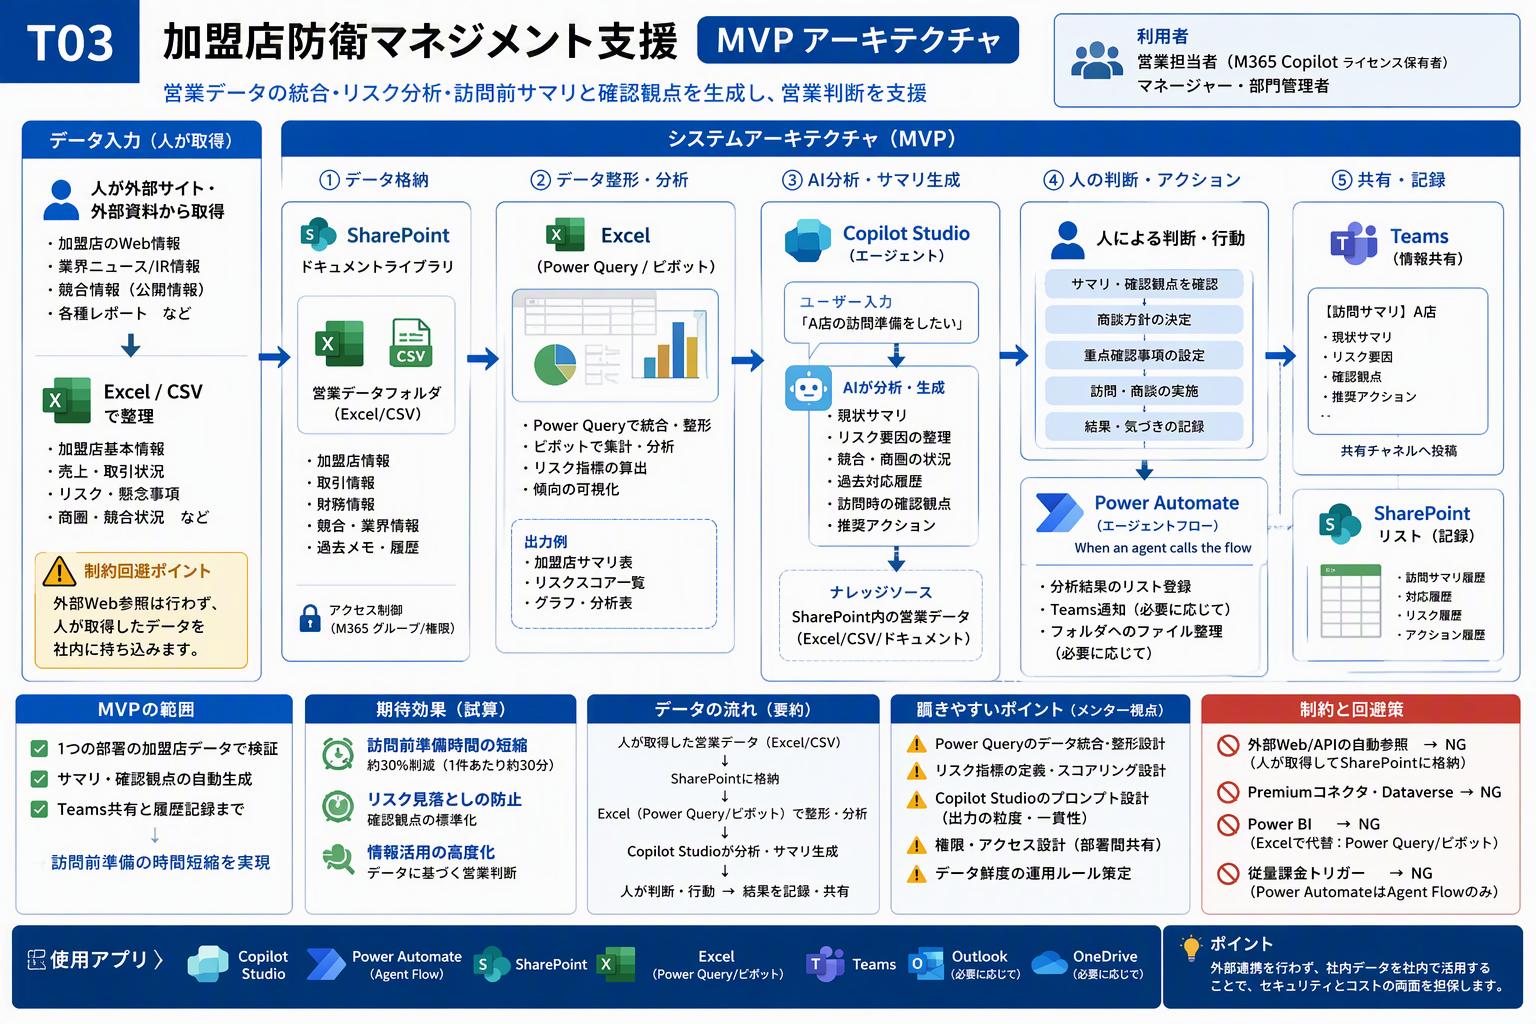 T03
加盟店防衛マネジメント支援
MVP アーキテクチャ
営業データの統合・リスク分析・訪問前サマリと確認観点を生成し、営業判断を支援
利用者
営業担当者（M365 Copilot ライセンス保有者）
マネージャー・部門管理者
データ入力（人が取得）
人が外部サイト・
外部資料から取得
・加盟店のWeb情報
・業界ニュース/IR情報
・競合情報（公開情報）
・各種レポート など
Excel / CSV
で整理
・加盟店基本情報
・売上・取引状況
・リスク・懸念事項
・商圏・競合状況 など
制約回避ポイント
外部Web参照は行わず、
人が取得したデータを
社内に持ち込みます。
システムアーキテクチャ（MVP）
① データ格納
S
SharePoint
ドキュメントライブラリ
X
CSV
営業データフォルダ
（Excel/CSV）
・加盟店情報
・取引情報
・財務情報
・競合・業界情報
・過去メモ・履歴
アクセス制御
（M365 グループ/権限）
② データ整形・分析
X
Excel
（Power Query / ピボット）
・Power Queryで統合・整形
・ピボットで集計・分析
・リスク指標の算出
・傾向の可視化
出力例
・加盟店サマリ表
・リスクスコア一覧
・グラフ・分析表
③ AI分析・サマリ生成
Copilot Studio
（エージェント）
ユーザー入力
「A店の訪問準備をしたい」
AIが分析・生成
・現状サマリ
・リスク要因の整理
・競合・商圏の状況
・過去対応履歴
・訪問時の確認観点
・推奨アクション
ナレッジソース
SharePoint内の営業データ
（Excel/CSV/ドキュメント）
④ 人の判断・アクション
人による判断・行動
サマリ・確認観点を確認
商談方針の決定
重点確認事項の設定
訪問・商談の実施
結果・気づきの記録
Power Automate
（エージェントフロー）
When an agent calls the flow
・分析結果のリスト登録
・Teams通知（必要に応じて）
・フォルダへのファイル整理
（必要に応じて）
⑤ 共有・記録
T
Teams
（情報共有）
【訪問サマリ】A店
・現状サマリ
・リスク要因
・確認観点
・推奨アクション
共有チャネルへ投稿
S
SharePoint
リスト（記録）
・訪問サマリ履歴
・対応履歴
・リスク履歴
・アクション履歴
MVPの範囲
1つの部署の加盟店データで検証
サマリ・確認観点の自動生成
Teams共有と履歴記録まで
↓
訪問前準備の時間短縮を実現
期待効果（試算）
訪問前準備時間の短縮
約30%削減（1件あたり約30分）
リスク見落としの防止
確認観点の標準化
情報活用の高度化
データに基づく営業判断
データの流れ（要約）
人が取得した営業データ（Excel/CSV）
↓
SharePointに格納
↓
Excel（Power Query/ピボット）で整形・分析
↓
Copilot Studioが分析・サマリ生成
↓
人が判断・行動 → 結果を記録・共有
きやすいポイント（メンター視点）
Power Queryのデータ統合・整形設計
リスク指標の定義・スコアリング設計
Copilot Studioのプロンプト設計
（出力の粒度・一貫性）
権限・アクセス設計（部署間共有）
データ鮮度の運用ルール策定
制約と回避策
外部Web/APIの自動参照 → NG
（人が取得してSharePointに格納）
Premiumコネクタ・Dataverse → NG
Power BI → NG
（Excelで代替：Power Query/ピボット）
従量課金トリガー → NG
（Power AutomateはAgent Flowのみ）
使用アプリ 〉
Copilot
Studio
Power Automate
（Agent Flow）
S
SharePoint
X
Excel
（Power Query/ピボット）
T
Teams
O
Outlook
（必要に応じて）
OneDrive
（必要に応じて）
ポイント
外部連携を行わず、社内データを社内で活用する
ことで、セキュリティとコストの両面を担保します。